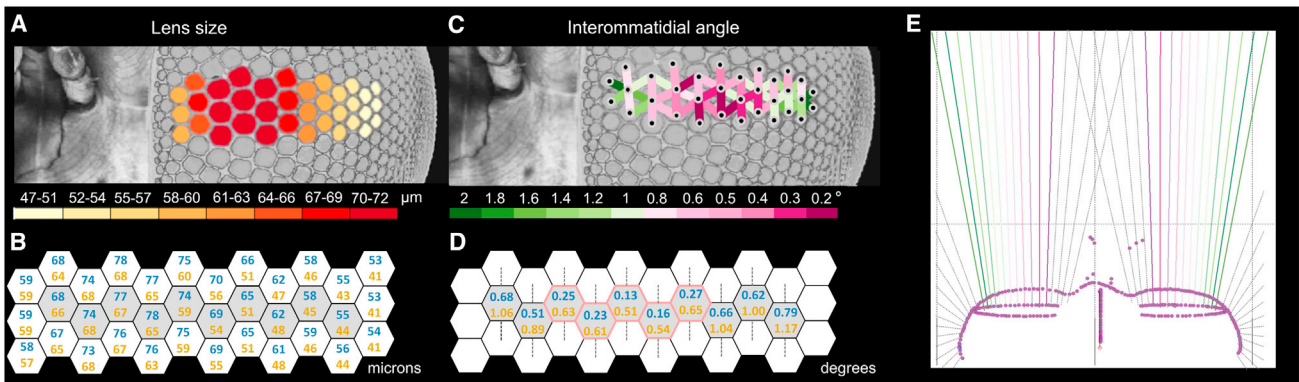 A
Lens size
47-51 52-54 55-57 58-60 61-63 64-66 67-69 70-72 μm
B
68 78 75 66 58 53
64 68 60 51 46 41
59 74 77 70 62 55
59 68 65 56 47 43
68 77 74 65 58 53
66 67 59 51 45 41
59 74 78 69 62 55
59 68 65 54 48 44
67 76 75 71 59 54
65 67 59 51 46 41
58 73 76 69 61 56
57 68 63 55 48 44
microns
C
Interommatidial angle
2 1.8 1.6 1.4 1.2 1 0.8 0.6 0.5 0.4 0.3 0.2 °
D
0.68 0.25 0.13 0.27 0.62
1.06 0.63 0.51 0.65 1.00
0.51 0.23 0.16 0.66 0.79
0.89 0.61 0.54 1.04 1.17
degrees
E